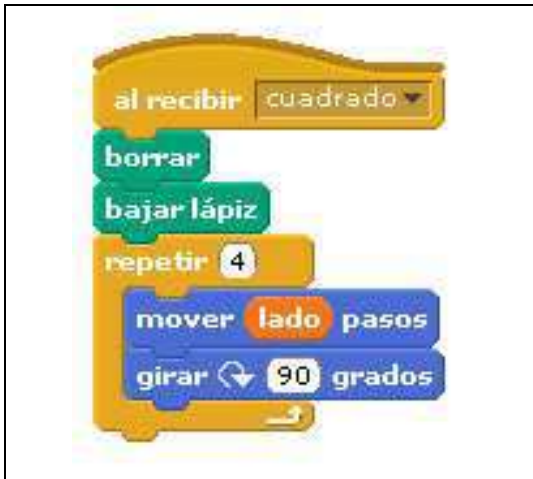 al recibir cuadrado
borrar
bajar lápiz
repetir 4
mover lado pasos
girar 90 grados